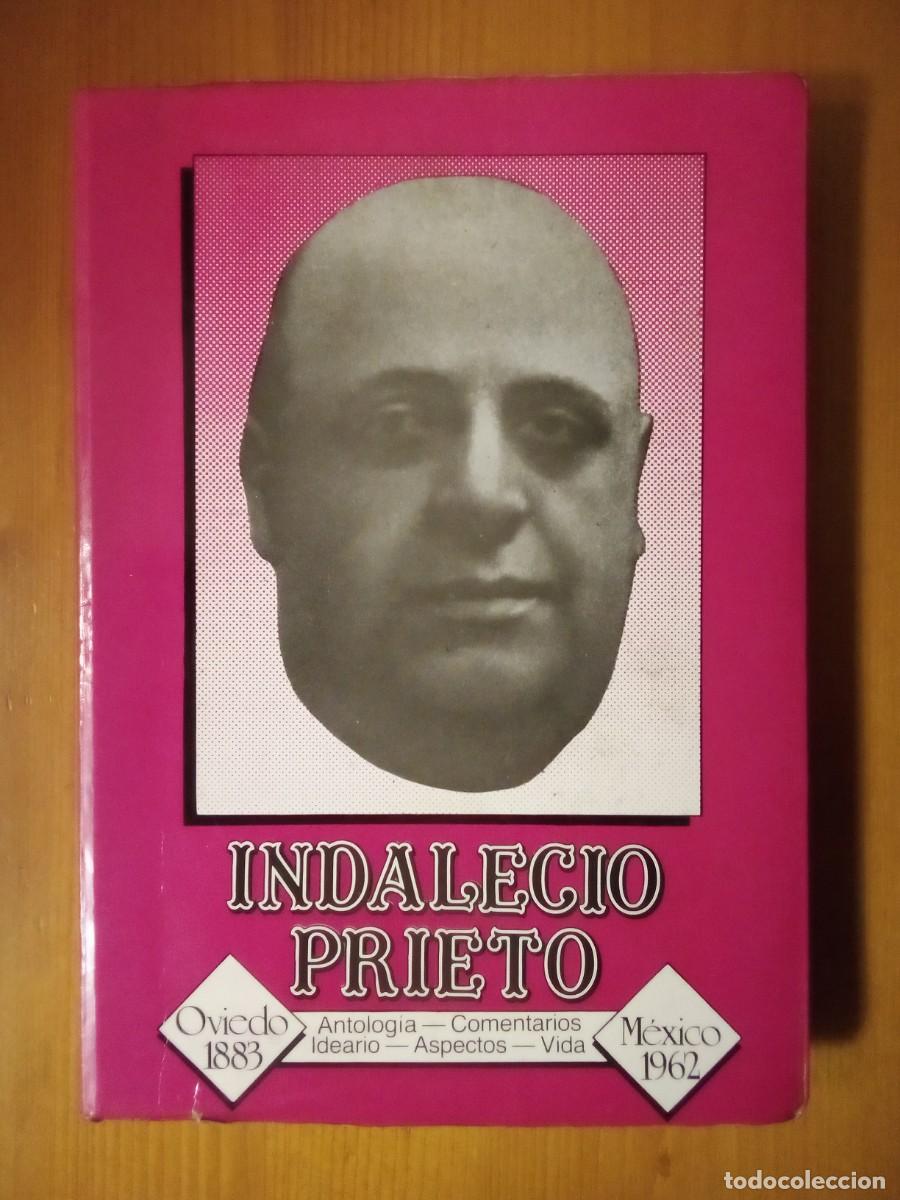 INDALECIO
PRIETO
Oviedo
1883
Antología — Comentarios
Ideario — Aspectos — Vida
México
1962
todocoleccion